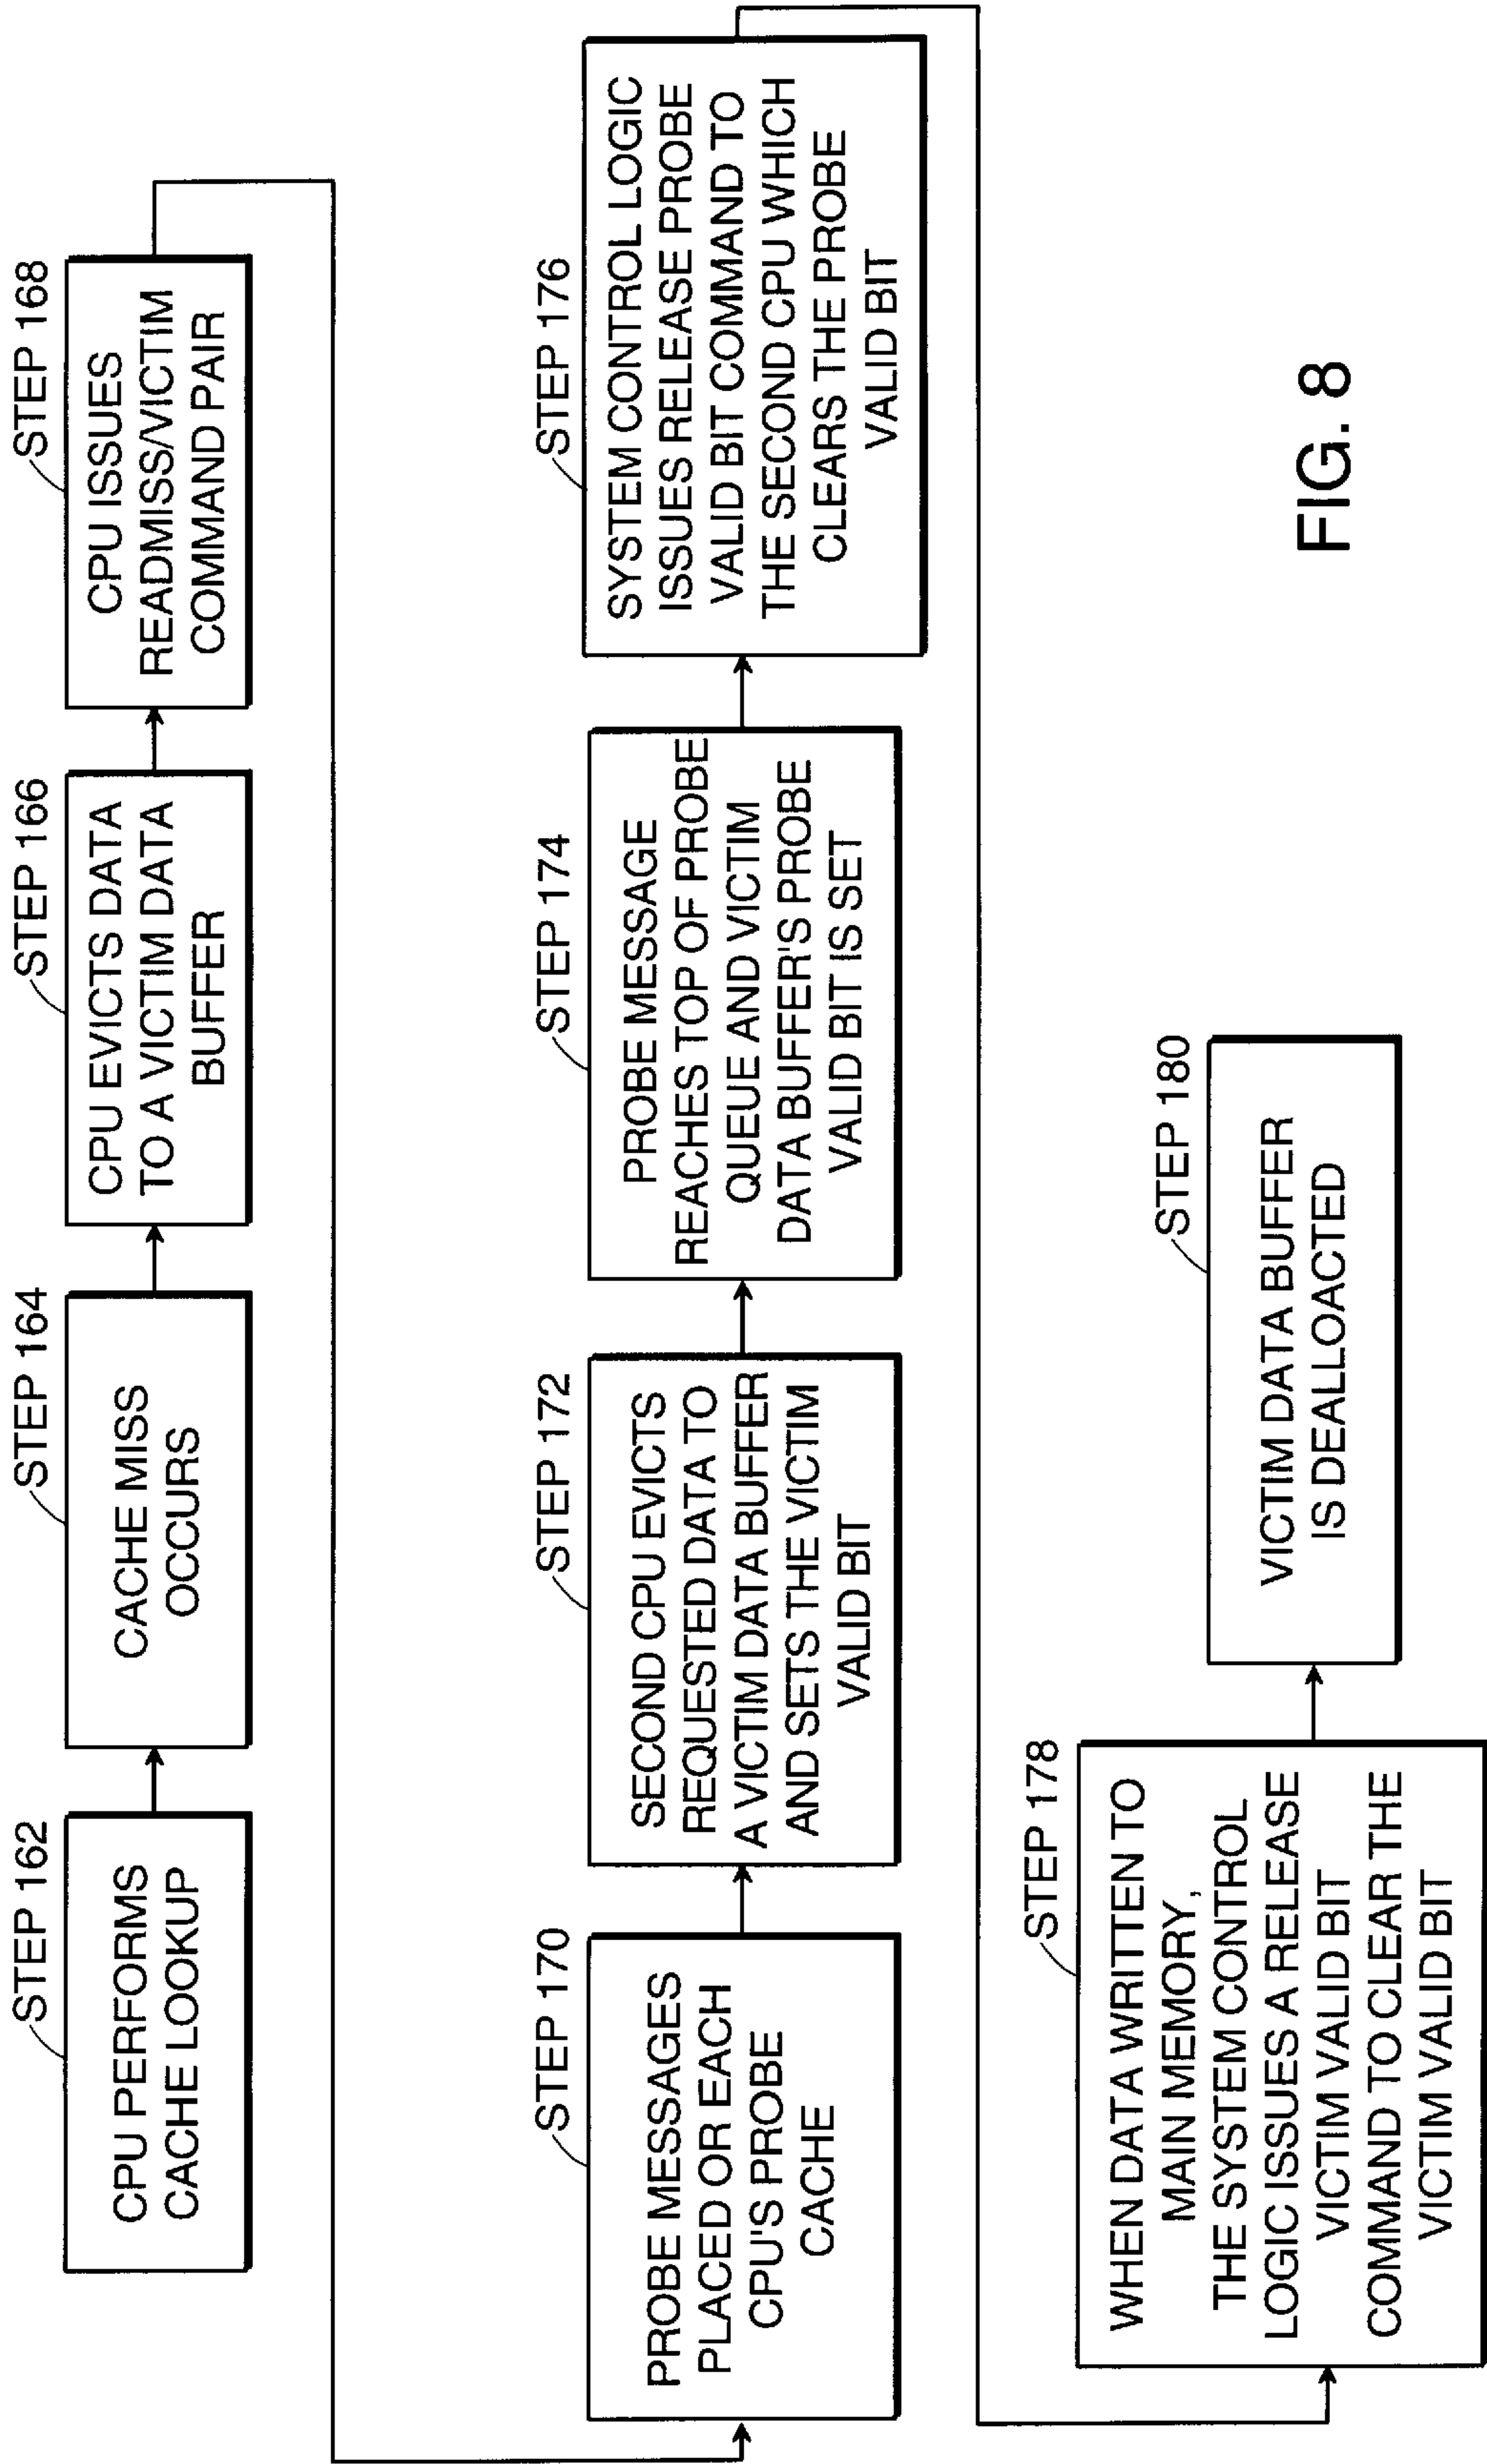 STEP 162
CPU PERFORMS
CACHE LOOKUP
STEP 164
CACHE MISS
OCCURS
STEP 166
CPU EVICTS DATA
TO A VICTIM DATA
BUFFER
STEP 168
CPU ISSUES
READMISS/VICTIM
COMMAND PAIR
STEP 170
PROBE MESSAGES
PLACED OR EACH
CPU'S PROBE
CACHE
STEP 172
SECOND CPU EVICTS
REQUESTED DATA TO
A VICTIM DATA BUFFER
AND SETS THE VICTIM
VALID BIT
STEP 174
PROBE MESSAGE
REACHES TOP OF PROBE
QUEUE AND VICTIM
DATA BUFFER'S PROBE
VALID BIT IS SET
STEP 176
SYSTEM CONTROL LOGIC
ISSUES RELEASE PROBE
VALID BIT COMMAND TO
THE SECOND CPU WHICH
CLEARS THE PROBE
VALID BIT
STEP 178
WHEN DATA WRITTEN TO
MAIN MEMORY,
THE SYSTEM CONTROL
LOGIC ISSUES A RELEASE
VICTIM VALID BIT
COMMAND TO CLEAR THE
VICTIM VALID BIT
STEP 180
VICTIM DATA BUFFER
IS DEALLOACTED
FIG. 8